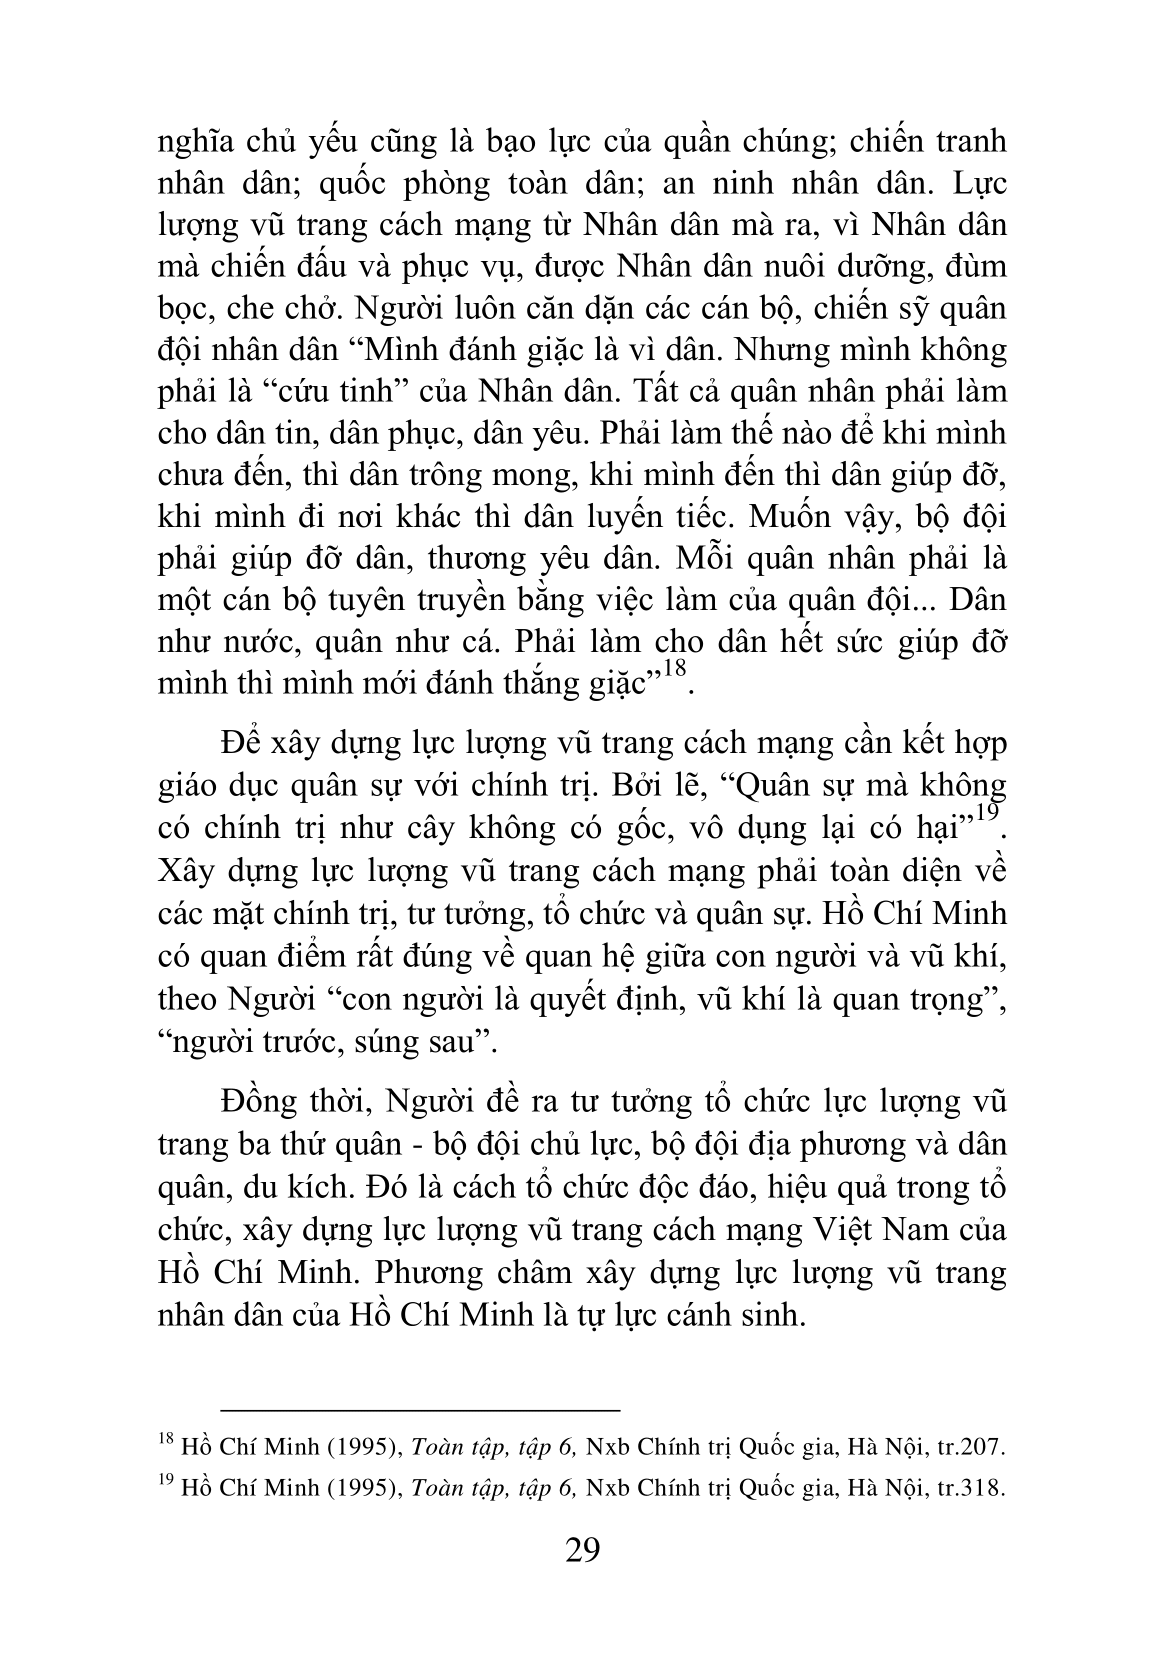 nghĩa chủ yếu cũng là bạo lực của quần chúng; chiến tranh
nhân dân; quốc phòng toàn dân; an ninh nhân dân. Lực
lượng vũ trang cách mạng từ Nhân dân mà ra, vì Nhân dân
mà chiến đấu và phục vụ, được Nhân dân nuôi dưỡng, đùm
bọc, che chở. Người luôn căn dặn các cán bộ, chiến sỹ quân
đội nhân dân “Mình đánh giặc là vì dân. Nhưng mình không
phải là “cứu tinh” của Nhân dân. Tất cả quân nhân phải làm
cho dân tin, dân phục, dân yêu. Phải làm thế nào để khi mình
chưa đến, thì dân trông mong, khi mình đến thì dân giúp đỡ,
khi mình đi nơi khác thì dân luyến tiếc. Muốn vậy, bộ đội
phải giúp đỡ dân, thương yêu dân. Mỗi quân nhân phải là
một cán bộ tuyên truyền bằng việc làm của quân đội... Dân
như nước, quân như cá. Phải làm cho dân hết sức giúp đỡ
mình thì mình mới đánh thắng giặc”18.
Để xây dựng lực lượng vũ trang cách mạng cần kết hợp
giáo dục quân sự với chính trị. Bởi lẽ, “Quân sự mà không
có chính trị như cây không có gốc, vô dụng lại có hại”19.
Xây dựng lực lượng vũ trang cách mạng phải toàn diện về
các mặt chính trị, tư tưởng, tổ chức và quân sự. Hồ Chí Minh
có quan điểm rất đúng về quan hệ giữa con người và vũ khí,
theo Người “con người là quyết định, vũ khí là quan trọng”,
“người trước, súng sau”.
Đồng thời, Người đề ra tư tưởng tổ chức lực lượng vũ
trang ba thứ quân - bộ đội chủ lực, bộ đội địa phương và dân
quân, du kích. Đó là cách tổ chức độc đáo, hiệu quả trong tổ
chức, xây dựng lực lượng vũ trang cách mạng Việt Nam của
Hồ Chí Minh. Phương châm xây dựng lực lượng vũ trang
nhân dân của Hồ Chí Minh là tự lực cánh sinh.
18 Hồ Chí Minh (1995), Toàn tập, tập 6, Nxb Chính trị Quốc gia, Hà Nội, tr.207.
19 Hồ Chí Minh (1995), Toàn tập, tập 6, Nxb Chính trị Quốc gia, Hà Nội, tr.318.
29